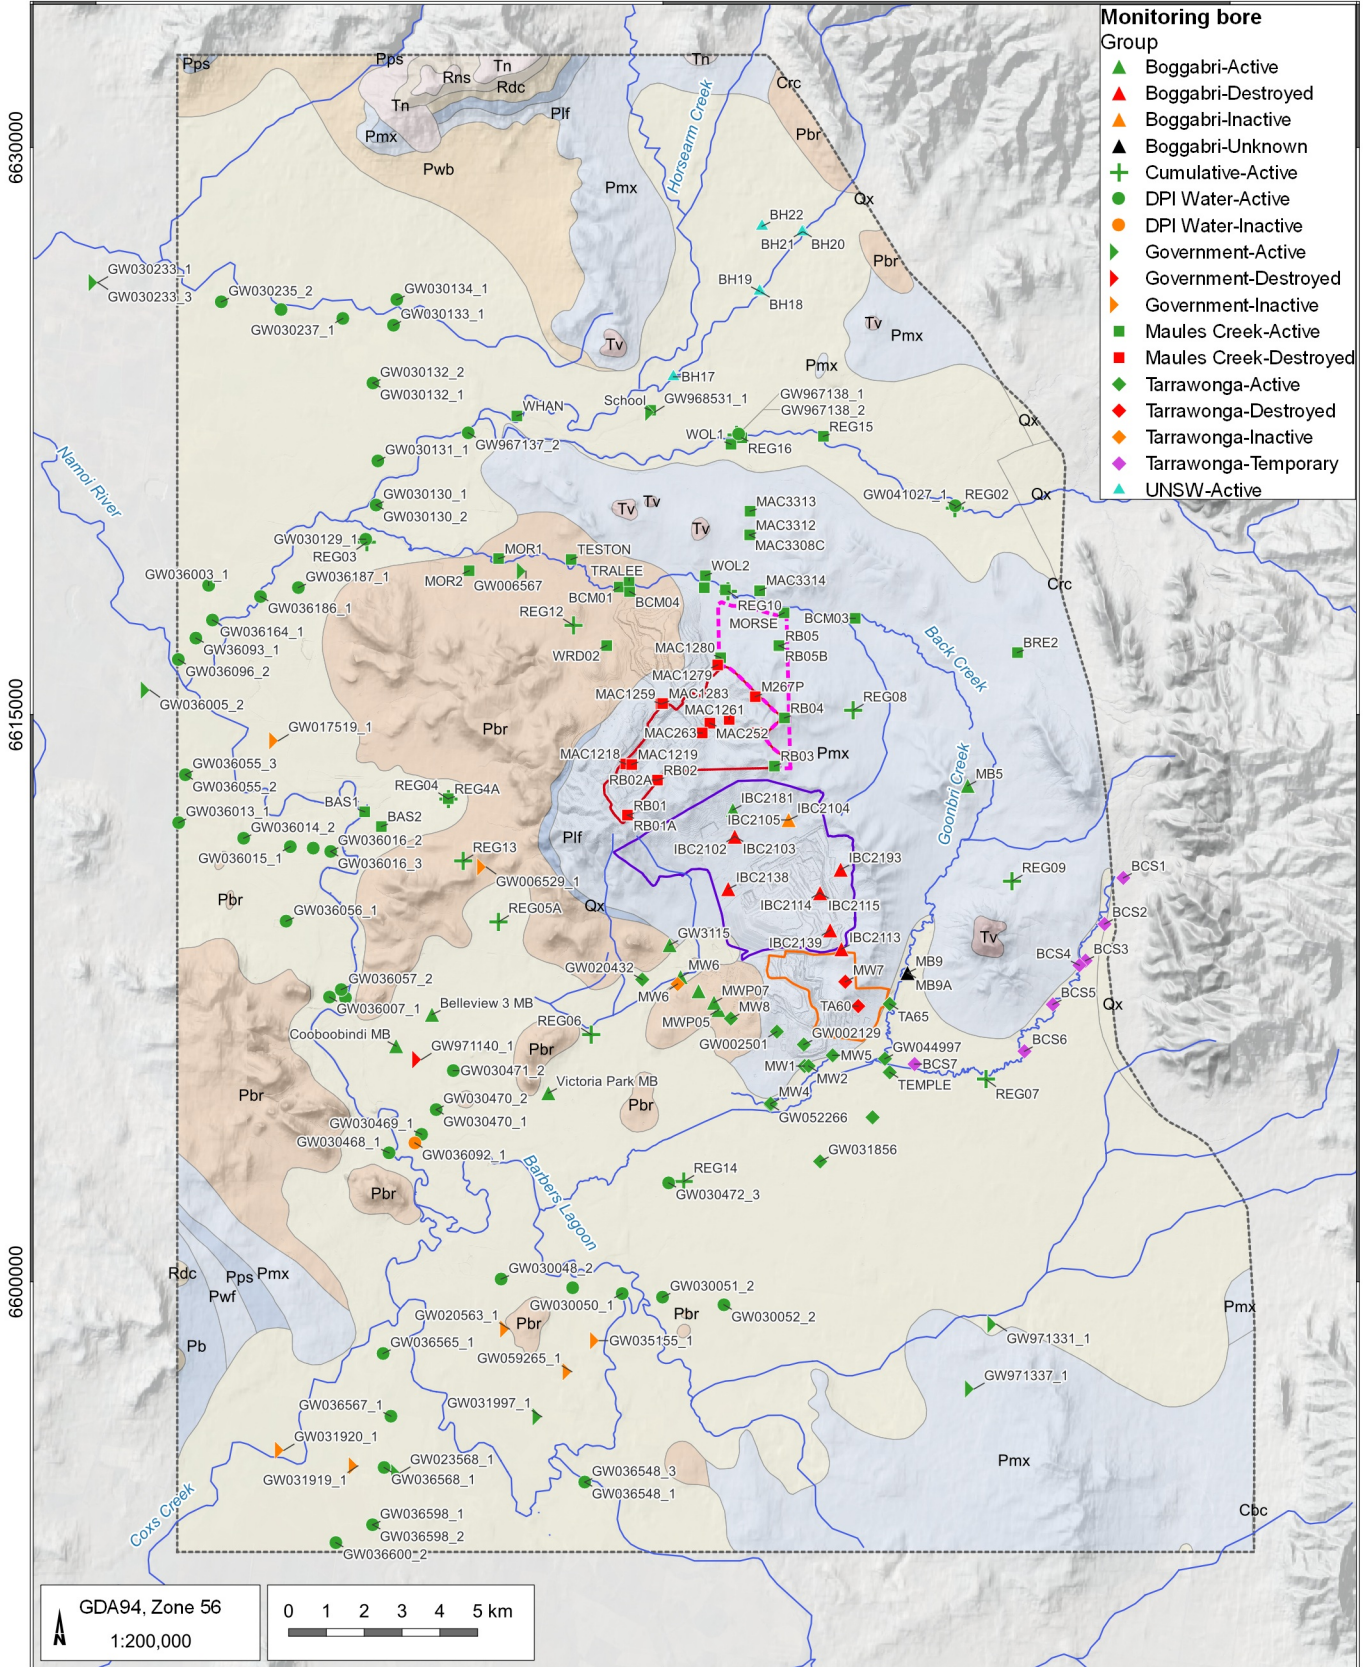 Monitoring bore
Group
Boggabri-Active
Boggabri-Destroyed
Boggabri-Inactive
Boggabri-Unknown
Cumulative-Active
DPI Water-Active
DPI Water-Inactive
Government-Active
Government-Destroyed
Government-Inactive
Maules Creek-Active
Maules Creek-Destroyed
Tarrawonga-Active
Tarrawonga-Destroyed
Tarrawonga-Inactive
Tarrawonga-Temporary
UNSW-Active
6630000
6615000
6600000
Pps
Pps
Tn
Rns
Rdc
Tn
Pmx
Plf
Pwb
Pmx
Tn
Crc
Pbr
Horsearm Creek
Qx
Pbr
BH22
BH21
BH20
BH19
BH18
GW030233_1
GW030233_3
GW030235_2
GW030237_1
GW030134_1
GW030133_1
Tv
Tv
Pmx
Pmx
GW030132_2
GW030132_1
BH17
WHAN
School
GW968531_1
GW967138_1
GW967138_2
WOL1
REG16
REG15
Qx
GW967137_2
GW030131_1
Namoi River
GW030130_1
GW030130_2
Tv
Tv
Tv
MAC3313
MAC3312
MAC3308C
GW041027_1
REG02
Qx
GW030129_1
REG03
MOR1
TESTON
MOR2
GW006567
TRALEE
BCM01
BCM04
WOL2
MAC3314
REG10
MORSE
BCM03
Crc
GW036003_1
GW036187_1
GW036186_1
GW036164_1
GW036093_1
GW036096_2
GW036005_2
REG12
WRD02
RB05
RB05B
Back Creek
BRE2
MAC1280
MAC1279
MAC1259
MAC1283
M267P
MAC1261
RB04
REG08
MAC263
MAC252
GW017519_1
Pbr
MAC1218
MAC1219
RB02
RB02A
RB03
Pmx
RB01
RB01A
GW036055_3
GW036055_2
REG04
REG4A
BAS1
BAS2
GW036013_1
GW036014_2
GW036015_1
GW036016_2
GW036016_3
REG13
GW006529_1
Plf
IBC2181
IBC2105
IBC2104
IBC2102
IBC2103
IBC2193
IBC2138
IBC2114
IBC2115
IBC2139
IBC2113
Goonbri Creek
MB5
REG09
BCS1
BCS2
BCS3
BCS4
BCS5
BCS6
BCS7
Tv
Qx
Pbr
GW036056_1
REG05A
Qx
GW3115
GW020432
MW6
MW6
MWP07
MW8
MWP05
MW7
TA60
MB9
MB9A
TA65
GW036057_2
GW036007_1
Belleview 3 MB
Cooboobindi MB
GW971140_1
GW030471_2
REG06
Pbr
Victoria Park MB
Pbr
GW002501
GW002129
MW1
MW2
MW5
GW044997
TEMPLE
REG07
MW4
GW052266
GW031856
Pbr
GW030470_2
GW030470_1
GW030469_1
GW030468_1
GW036092_1
Pbr
Barbers Lagoon
REG14
GW030472_3
Rdc
Pps
Pmx
Pwf
Pb
GW030048_2
GW030050_1
GW030051_2
GW030052_2
GW020563_1
Pbr
Pbr
GW035155_1
GW059265_1
GW036565_1
GW971331_1
Pmx
GW971337_1
GW036567_1
GW031997_1
GW031920_1
GW031919_1
GW023568_1
GW036568_1
GW036548_3
GW036548_1
Pmx
Cbc
Coxs Creek
GW036598_1
GW036598_2
GW036600_2
GDA94, Zone 56
N
1:200,000
0 1 2 3 4 5 km